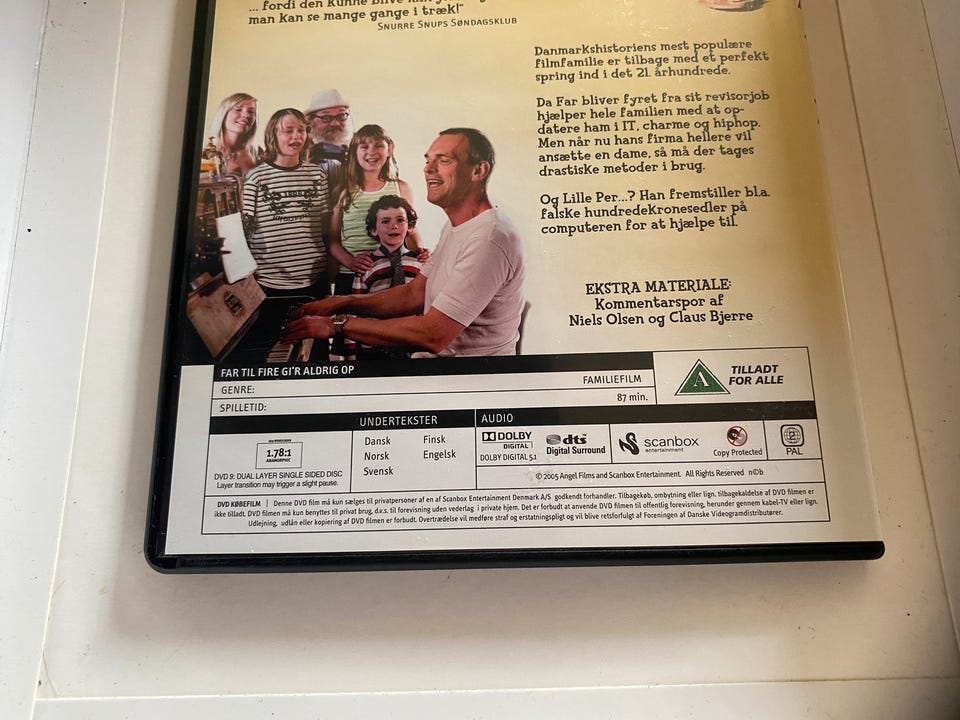 ... fordi den kunne blive
man kan se mange gange i træk!"
SNURRE SNUPS SØNDAGSKLUB
Danmarkshistoriens mest populære
filmfamilie er tilbage med et perfekt
spring ind i det 21. århundrede.
Da Far bliver fyret fra sit revisorjob
hjælper hele familien med at op-
datere ham i IT, charme og hiphop.
Men når nu hans firma hellere vil
ansætte en dame, så må der tages
drastiske metoder i brug.
Og Lille Per...? Han fremstiller bl.a.
falske hundredekronesedler på
computeren for at hjælpe til.
EKSTRA MATERIALE:
Kommentarspor af
Niels Olsen og Claus Bjerre
FAR TIL FIRE GI'R ALDRIG OP
GENRE: FAMILIEFILM
SPILLETID: 87 min.
A TILLADT
FOR ALLE
UNDERTEKSTER
AUDIO
1.78:1
ANAMORPHIC
DVD 9: DUAL LAYER SINGLE SIDED DISC
Layer transition may trigger a slight pause.
Dansk Finsk
Norsk Engelsk
Svensk
DOLBY
DIGITAL
DOLBY DIGITAL 5.1
dts
Digital Surround
scanbox
entertainment
Copy Protected
2
PAL
© 2005 Angel Films and Scanbox Entertainment. All Rights Reserved n©b
DVD KØBEFILM | Denne DVD film må kun sælges til privatpersoner af en af Scanbox Entertainment Danmark A/S godkendt forhandler. Tilbagekøb, ombytning eller lign. tilbagekaldelse af DVD filmen er
ikke tilladt. DVD filmen må kun benyttes til privat brug, d.v.s. til forevisning uden vederlag i private hjem. Det er forbudt at anvende DVD filmen til offentlig forevisning, herunder gennem kabel-TV eller lign.
Udlejning, udlån eller kopiering af DVD filmen er forbudt. Overtrædelse vil medføre straf og erstatningspligt og vil blive retsforfulgt af Foreningen af Danske Videogramdistributører.